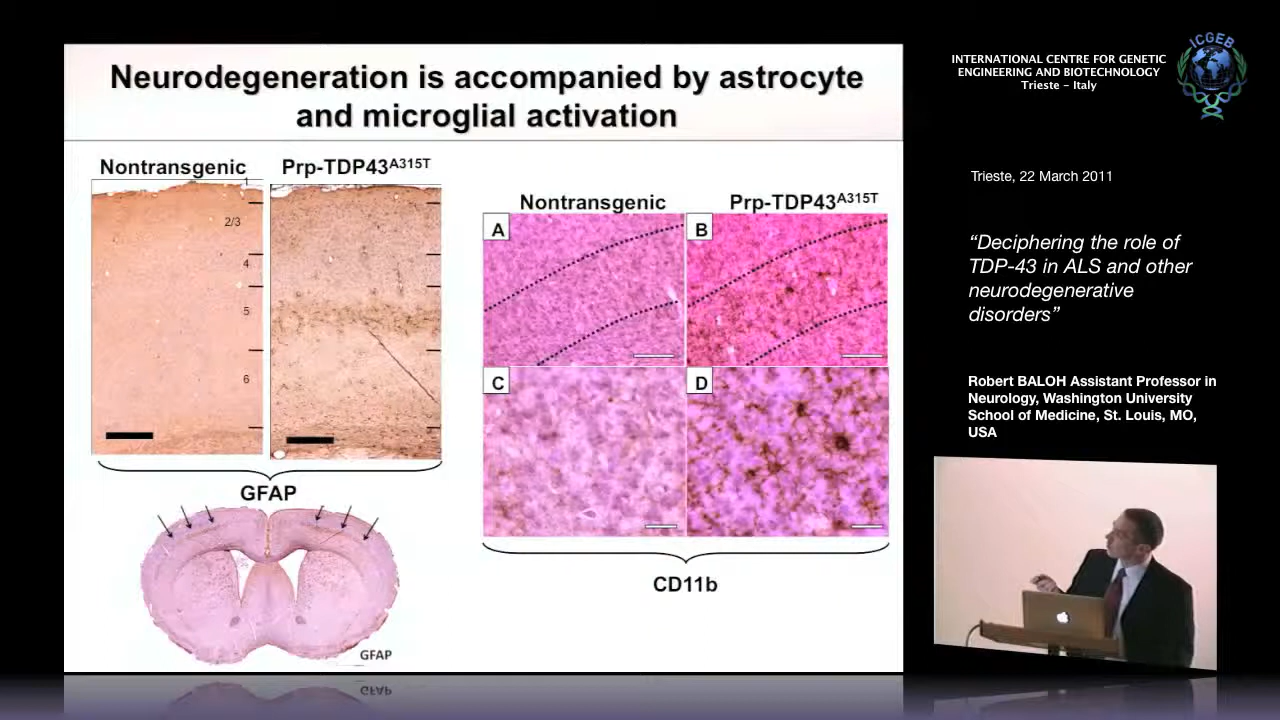 Neurodegeneration is accompanied by astrocyte
and microglial activation
Nontransgenic
Prp-TDP43A315T
1
2/3
4
5
6
GFAP
GFAP
Nontransgenic
Prp-TDP43A315T
A
B
C
D
CD11b
INTERNATIONAL CENTRE FOR GENETIC
ENGINEERING AND BIOTECHNOLOGY
Trieste - Italy
ICGEB
Trieste, 22 March 2011
“Deciphering the role of
TDP-43 in ALS and other
neurodegenerative
disorders”
Robert BALOH Assistant Professor in
Neurology, Washington University
School of Medicine, St. Louis, MO,
USA